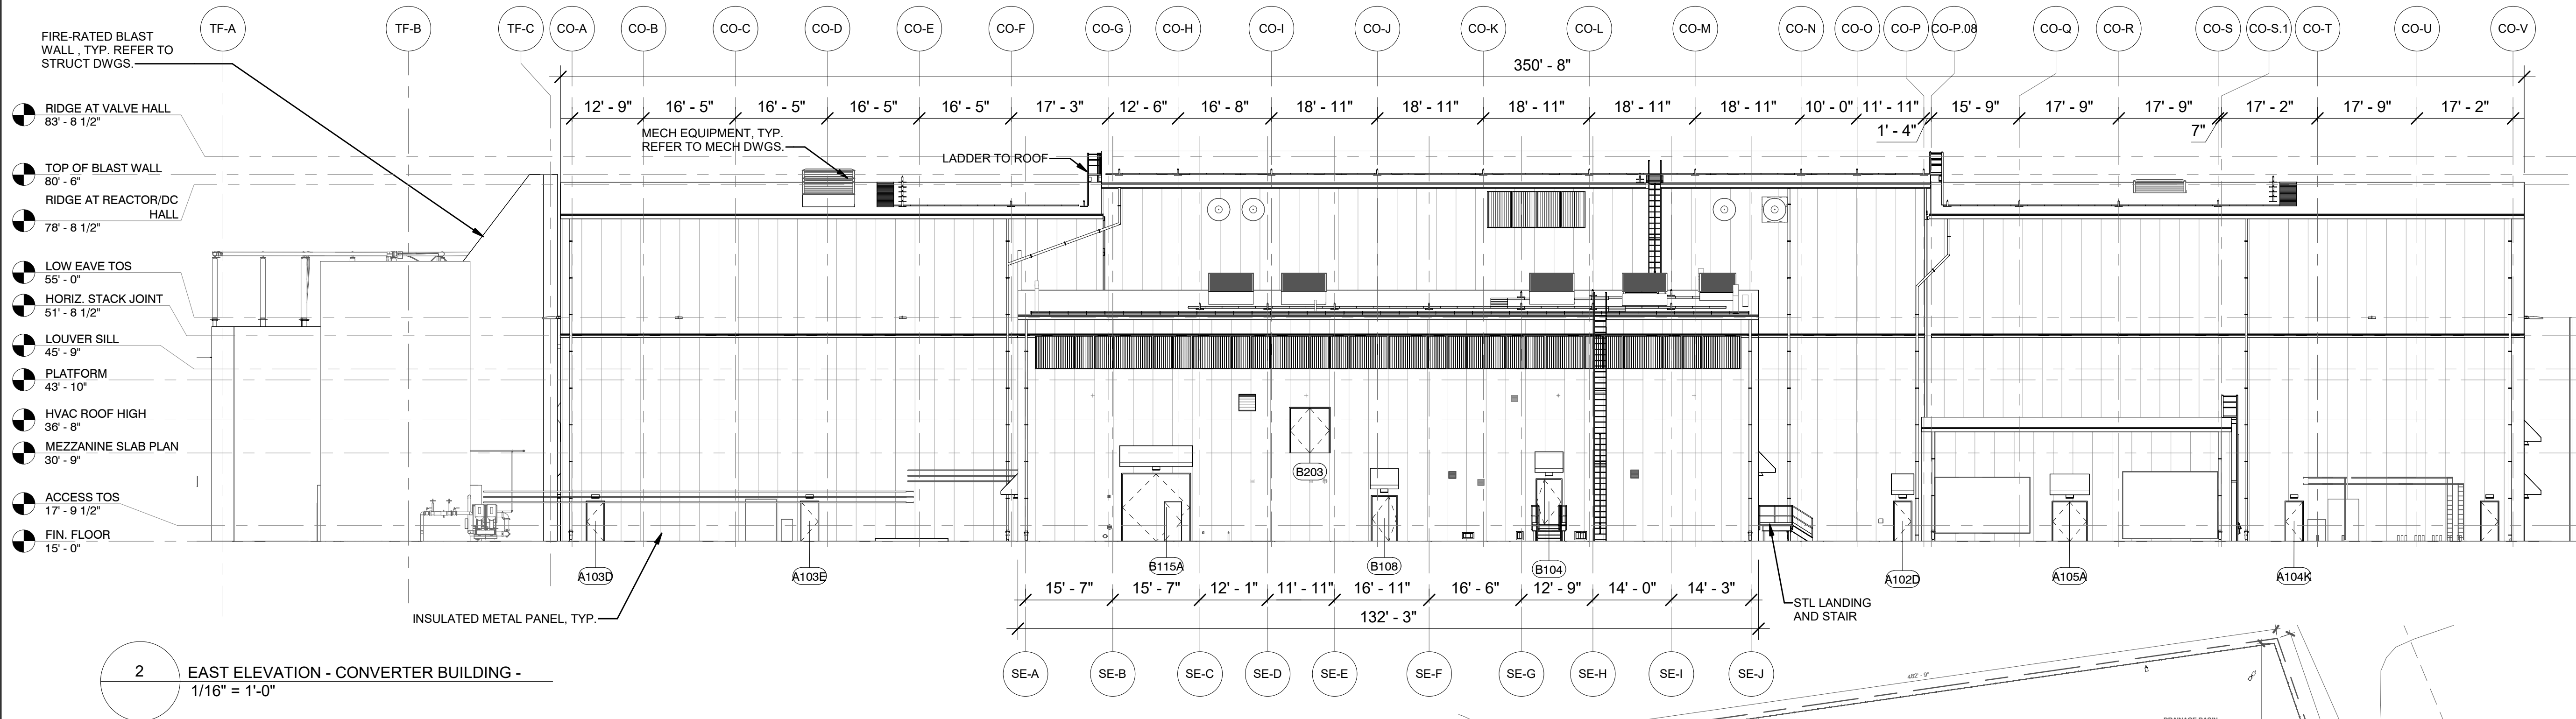 TF-A TF-B TF-C CO-A CO-B CO-C CO-D CO-E CO-F CO-G CO-H CO-I CO-J CO-K CO-L CO-M CO-N CO-O CO-P CO-P.08 CO-Q CO-R CO-S CO-S.1 CO-T CO-U CO-V
FIRE-RATED BLAST
WALL , TYP. REFER TO
STRUCT DWGS.
350' - 8"
12' - 9" 16' - 5" 16' - 5" 16' - 5" 16' - 5" 17' - 3" 12' - 6" 16' - 8" 18' - 11" 18' - 11" 18' - 11" 18' - 11" 18' - 11" 10' - 0" 11' - 11" 15' - 9" 17' - 9" 17' - 9" 17' - 2" 17' - 9" 17' - 2"
1' - 4" 7"
RIDGE AT VALVE HALL
83' - 8 1/2"
MECH EQUIPMENT, TYP.
REFER TO MECH DWGS.
LADDER TO ROOF
TOP OF BLAST WALL
80' - 6"
RIDGE AT REACTOR/DC
HALL
78' - 8 1/2"
LOW EAVE TOS
55' - 0"
HORIZ. STACK JOINT
51' - 8 1/2"
LOUVER SILL
45' - 9"
PLATFORM
43' - 10"
HVAC ROOF HIGH
36' - 8"
MEZZANINE SLAB PLAN
30' - 9"
B203
ACCESS TOS
17' - 9 1/2"
FIN. FLOOR
15' - 0"
A103D A103E B115A B108 B104 A102D A105A A104K
15' - 7" 15' - 7" 12' - 1" 11' - 11" 16' - 11" 16' - 6" 12' - 9" 14' - 0" 14' - 3"
STL LANDING
AND STAIR
INSULATED METAL PANEL, TYP.
132' - 3"
SE-A SE-B SE-C SE-D SE-E SE-F SE-G SE-H SE-I SE-J
2
EAST ELEVATION - CONVERTER BUILDING -
1/16" = 1'-0"
482' - 9"